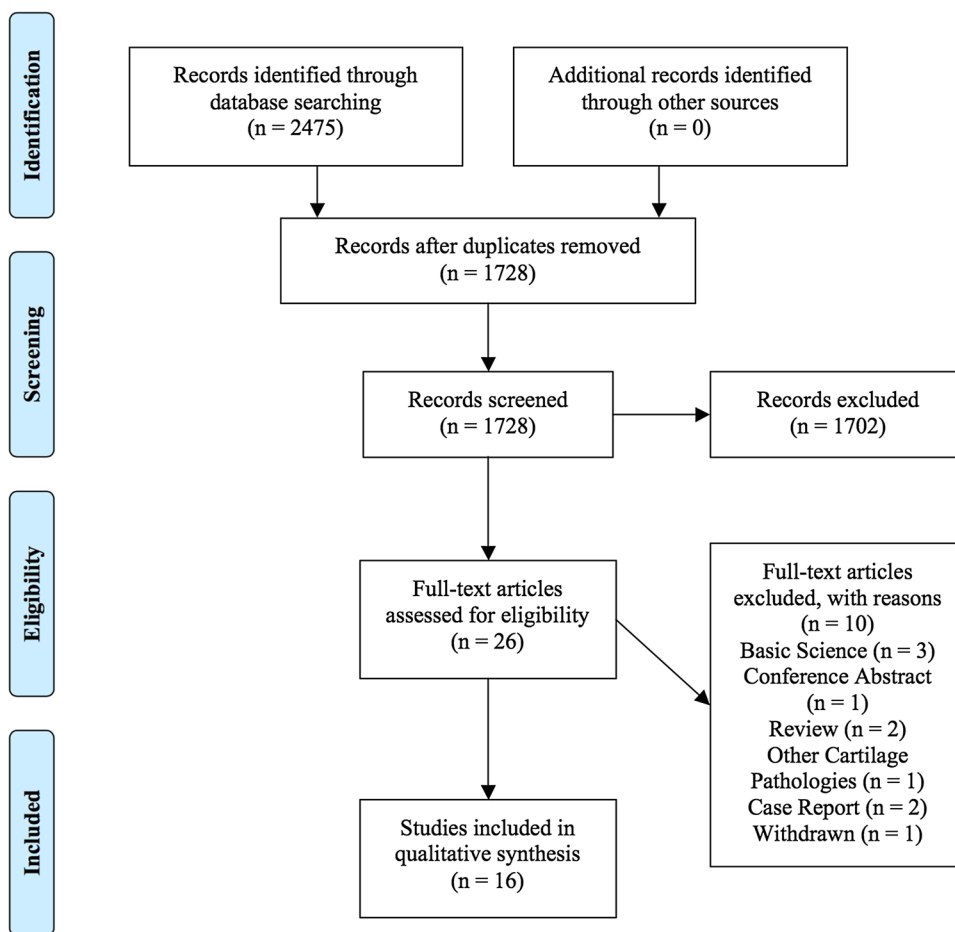 Identification
Records identified through
database searching
(n = 2475)
Additional records identified
through other sources
(n = 0)
Records after duplicates removed
(n = 1728)
Screening
Records screened
(n = 1728)
Records excluded
(n = 1702)
Eligibility
Full-text articles
assessed for eligibility
(n = 26)
Full-text articles
excluded, with reasons
(n = 10)
Basic Science (n = 3)
Conference Abstract
(n = 1)
Review (n = 2)
Other Cartilage
Pathologies (n = 1)
Case Report (n = 2)
Withdrawn (n = 1)
Included
Studies included in
qualitative synthesis
(n = 16)